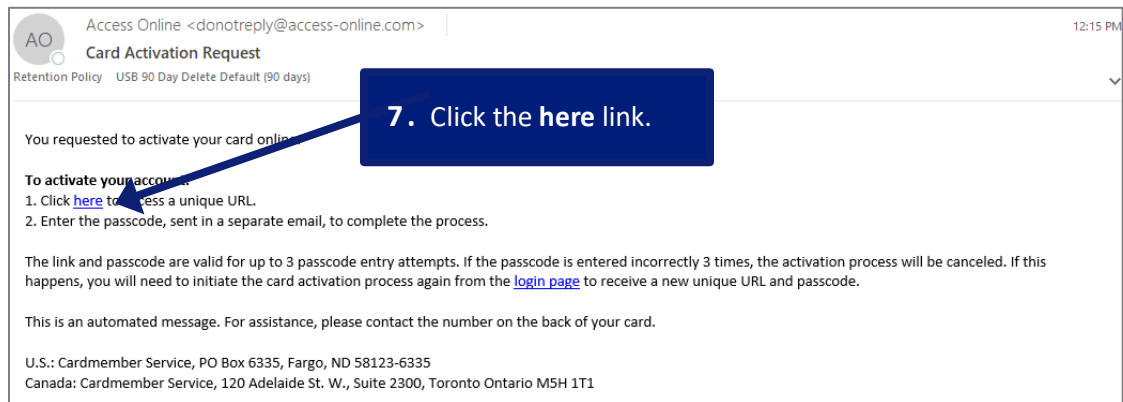 AO
Access Online <donotreply@access-online.com>
12:15 PM
Card Activation Request
Retention Policy USB 90 Day Delete Default (90 days)
7. Click the here link.
You requested to activate your card online.
To activate your account:
1. Click here to access a unique URL.
2. Enter the passcode, sent in a separate email, to complete the process.
The link and passcode are valid for up to 3 passcode entry attempts. If the passcode is entered incorrectly 3 times, the activation process will be canceled. If this
happens, you will need to initiate the card activation process again from the login page to receive a new unique URL and passcode.
This is an automated message. For assistance, please contact the number on the back of your card.
U.S.: Cardmember Service, PO Box 6335, Fargo, ND 58123-6335
Canada: Cardmember Service, 120 Adelaide St. W., Suite 2300, Toronto Ontario M5H 1T1